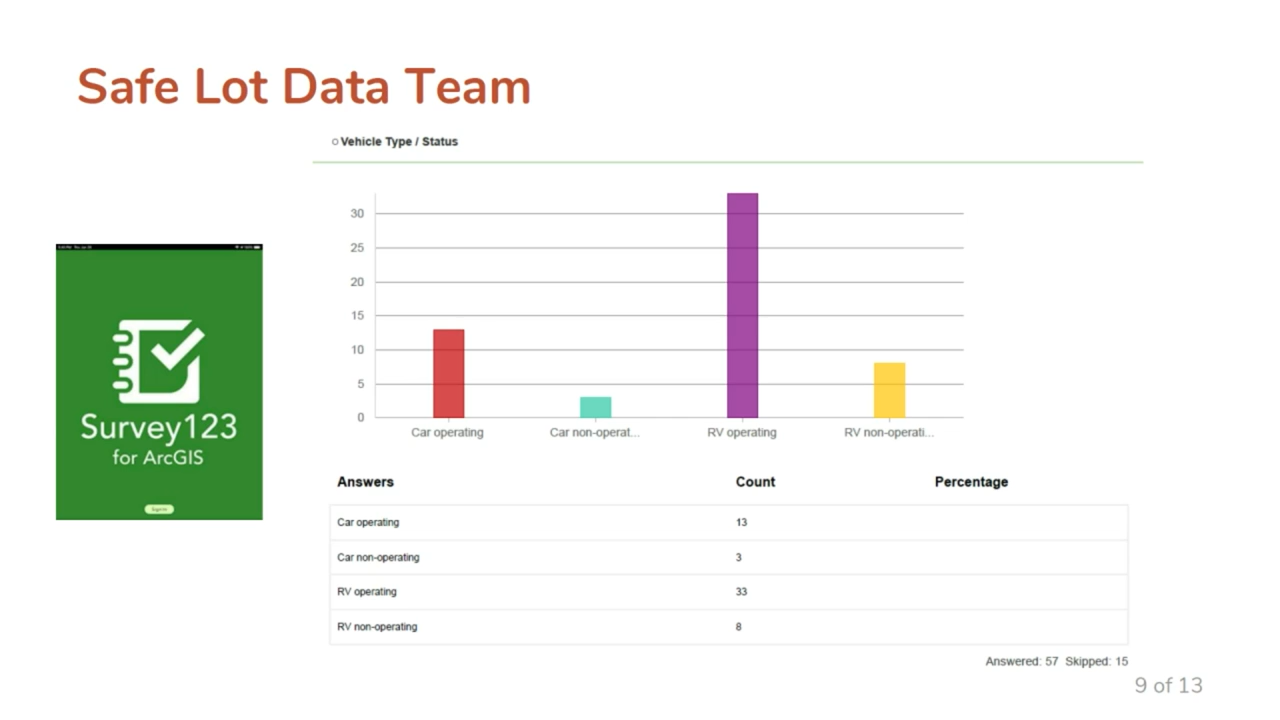 Safe Lot Data Team
Vehicle Type / Status
30
25
20
15
10
5
0
Car operating
Car non-operat...
RV operating
RV non-operati...
Survey123
for ArcGIS
Answers Count Percentage
Car operating 13
Car non-operating 3
RV operating 33
RV non-operating 8
Answered: 57 Skipped: 15
9 of 13